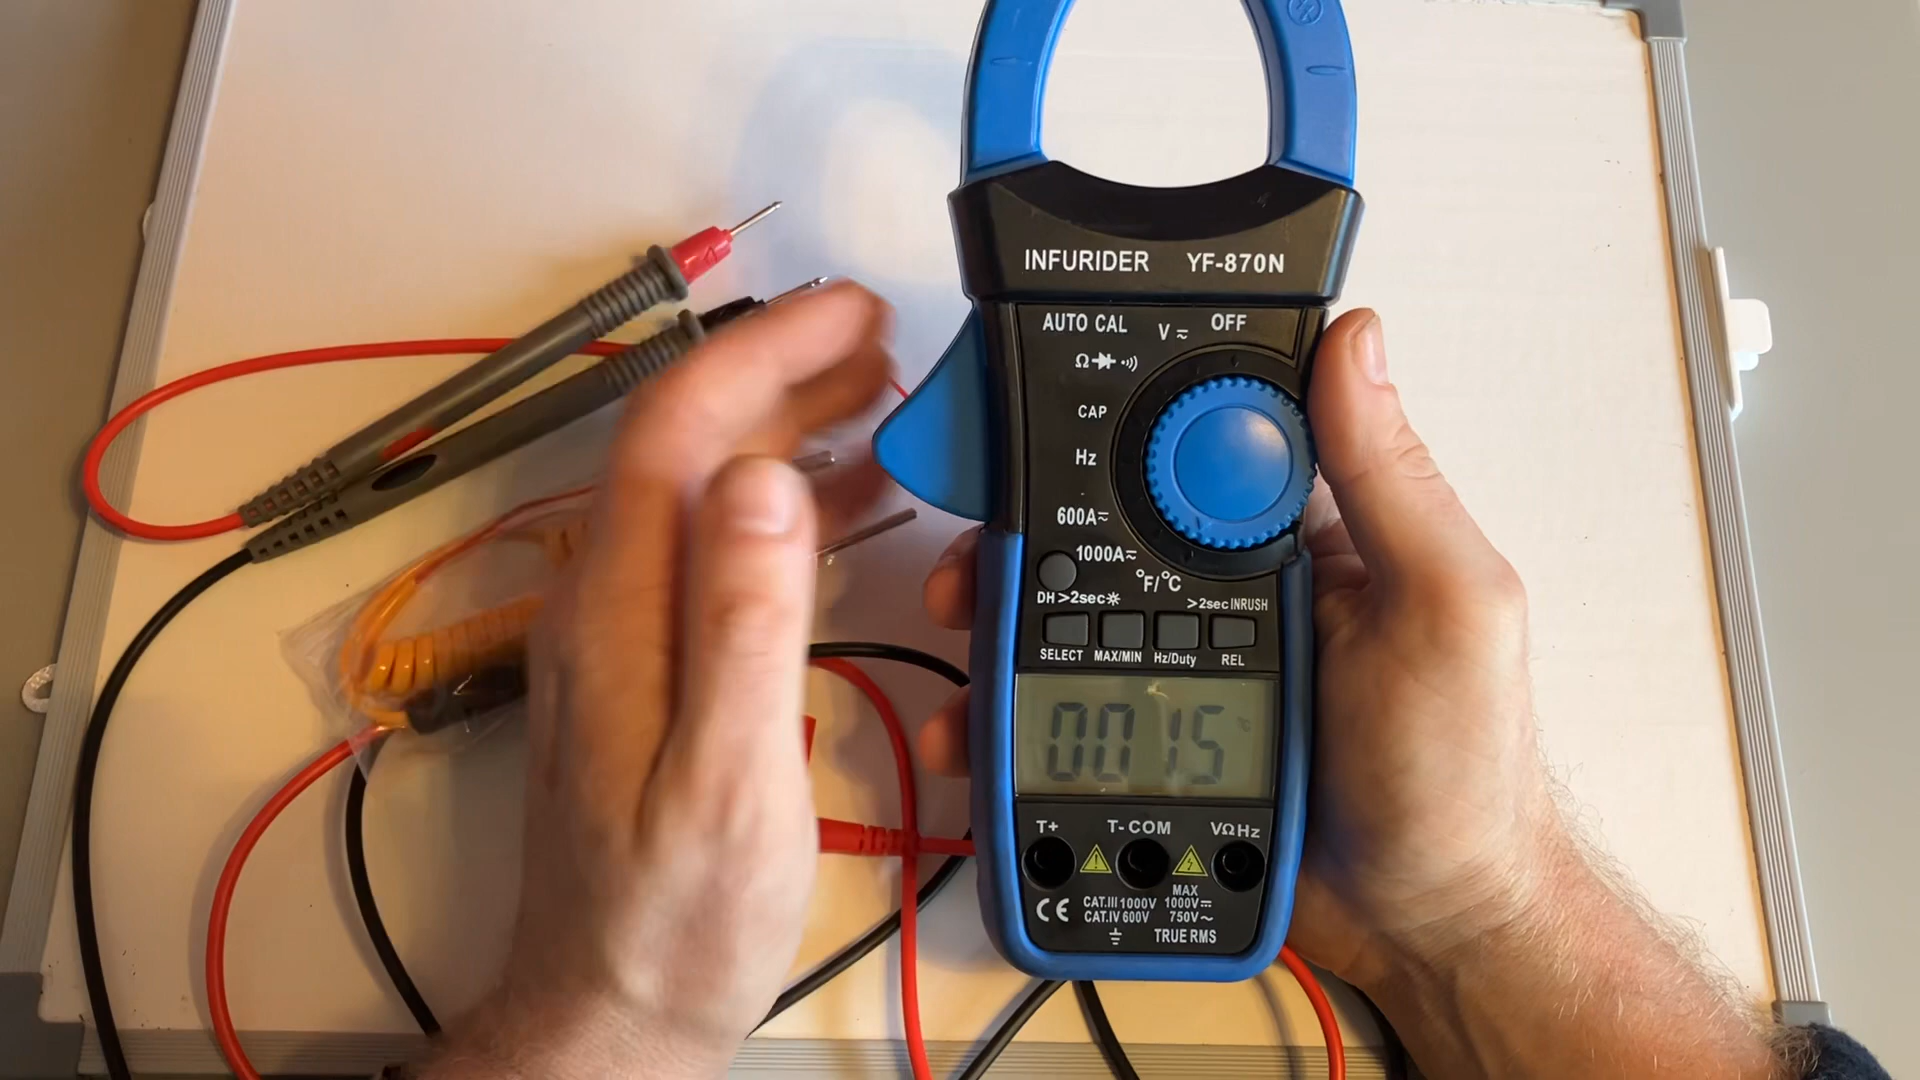 INFURIDER YF-870N
AUTO CAL V OFF
Ω
CAP
Hz
600A
1000A
°F/°C
DH >2sec >2sec INRUSH
SELECT MAX/MIN Hz/Duty REL
0015 °C
T+ T- COM VΩHz
MAX
CE CAT.III 1000V 1000V
CAT.IV 600V 750V~
TRUE RMS